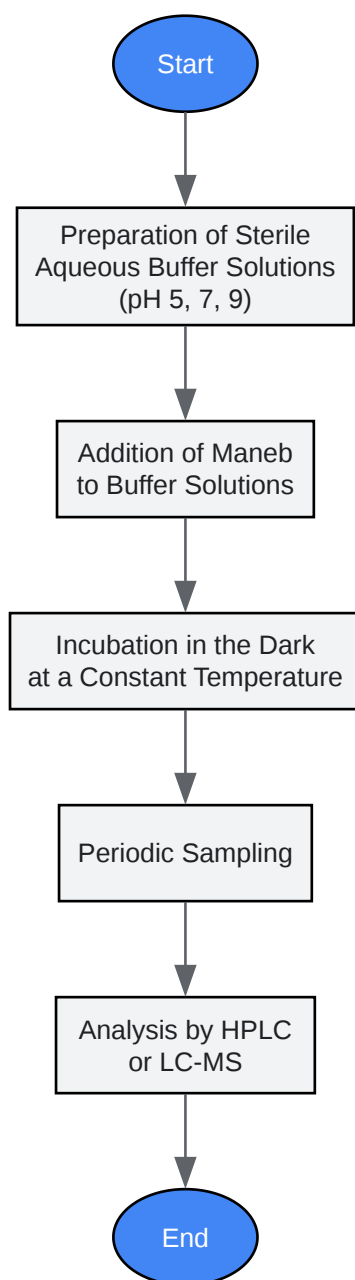 Start
Preparation of Sterile
Aqueous Buffer Solutions
(pH 5, 7, 9)
Addition of Maneb
to Buffer Solutions
Incubation in the Dark
at a Constant Temperature
Periodic Sampling
Analysis by HPLC
or LC-MS
End